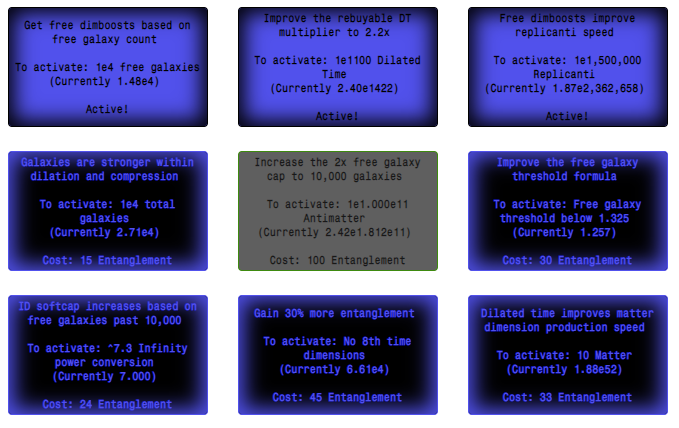 Get free dimboosts based on
free galaxy count
To activate: 1e4 free galaxies
(Currently 1.48e4)
Active!
Improve the rebuyable DT
multiplier to 2.2x
To activate: 1e1100 Dilated
Time
(Currently 2.40e1422)
Active!
Free dimboosts improve
replicanti speed
To activate: 1e1,500,000
Replicanti
(Currently 1.87e2,362,658)
Active!
Galaxies are stronger within
dilation and compression
To activate: 1e4 total
galaxies
(Currently 2.71e4)
Cost: 15 Entanglement
Increase the 2x free galaxy
cap to 10,000 galaxies
To activate: 1e1.000e11
Antimatter
(Currently 2.42e1.812e11)
Cost: 100 Entanglement
Improve the free galaxy
threshold formula
To activate: Free galaxy
threshold below 1.325
(Currently 1.257)
Cost: 30 Entanglement
ID softcap increases based on
free galaxies past 10,000
To activate: ^7.3 Infinity
power conversion
(Currently 7.000)
Cost: 24 Entanglement
Gain 30% more entanglement
To activate: No 8th time
dimensions
(Currently 6.61e4)
Cost: 45 Entanglement
Dilated time improves matter
dimension production speed
To activate: 10 Matter
(Currently 1.88e52)
Cost: 33 Entanglement